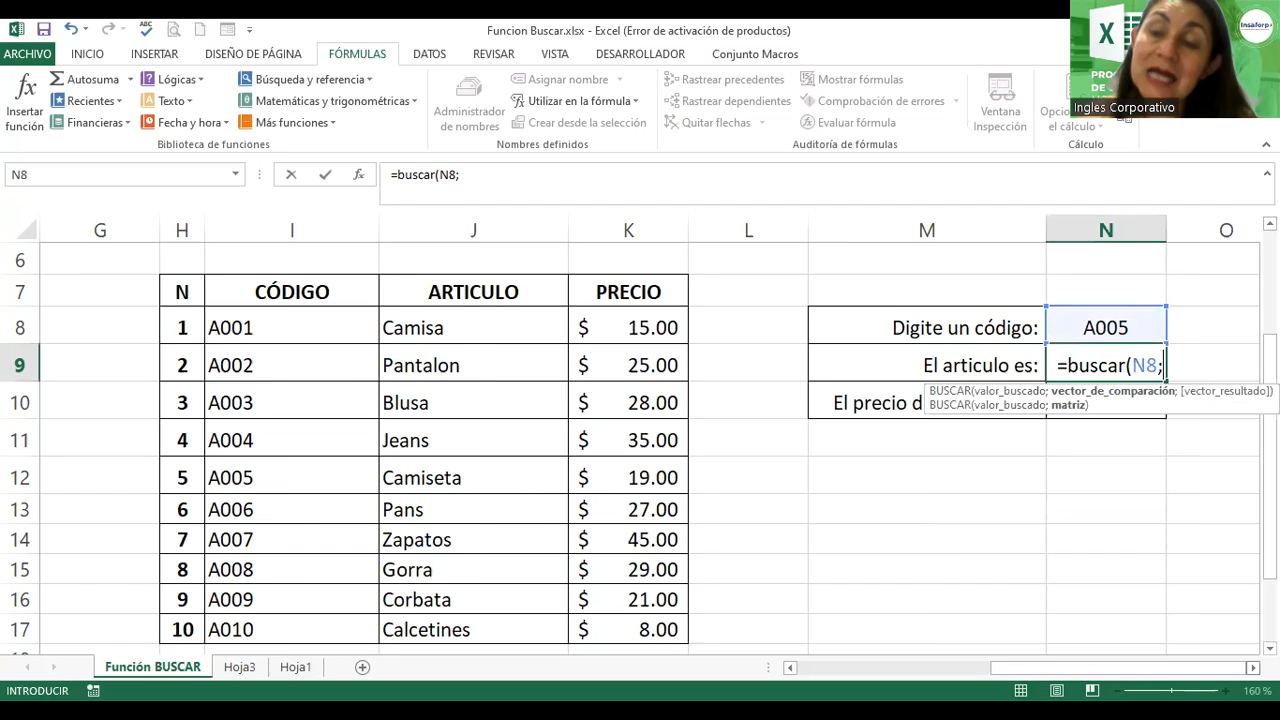 Funcion Buscar.xlsx - Excel (Error de activación de productos)
ARCHIVO INICIO INSERTAR DISEÑO DE PÁGINA FÓRMULAS DATOS REVISAR VISTA DESARROLLADOR Conjunto Macros
Insertar función
Autosuma
Recientes
Financieras
Lógicas
Texto
Fecha y hora
Búsqueda y referencia
Matemáticas y trigonométricas
Más funciones
Biblioteca de funciones
Administrador de nombres
Asignar nombre
Utilizar en la fórmula
Crear desde la selección
Nombres definidos
Rastrear precedentes
Rastrear dependientes
Quitar flechas
Mostrar fórmulas
Comprobación de errores
Evaluar fórmula
Auditoría de fórmulas
Ventana Inspección
el cálculo
Cálculo
Insaforp
Ingles Corporativo
N8 fx =buscar(N8;
G H I J K L M N O
6
7 N CÓDIGO ARTICULO PRECIO
8 1 A001 Camisa $ 15.00 Digite un código: A005
9 2 A002 Pantalon $ 25.00 El articulo es: =buscar(N8;
BUSCAR(valor_buscado; vector_de_comparación; [vector_resultado])
BUSCAR(valor_buscado; matriz)
10 3 A003 Blusa $ 28.00 El precio
11 4 A004 Jeans $ 35.00
12 5 A005 Camiseta $ 19.00
13 6 A006 Pans $ 27.00
14 7 A007 Zapatos $ 45.00
15 8 A008 Gorra $ 29.00
16 9 A009 Corbata $ 21.00
17 10 A010 Calcetines $ 8.00
Función BUSCAR Hoja3 Hoja1
INTRODUCIR 160 %